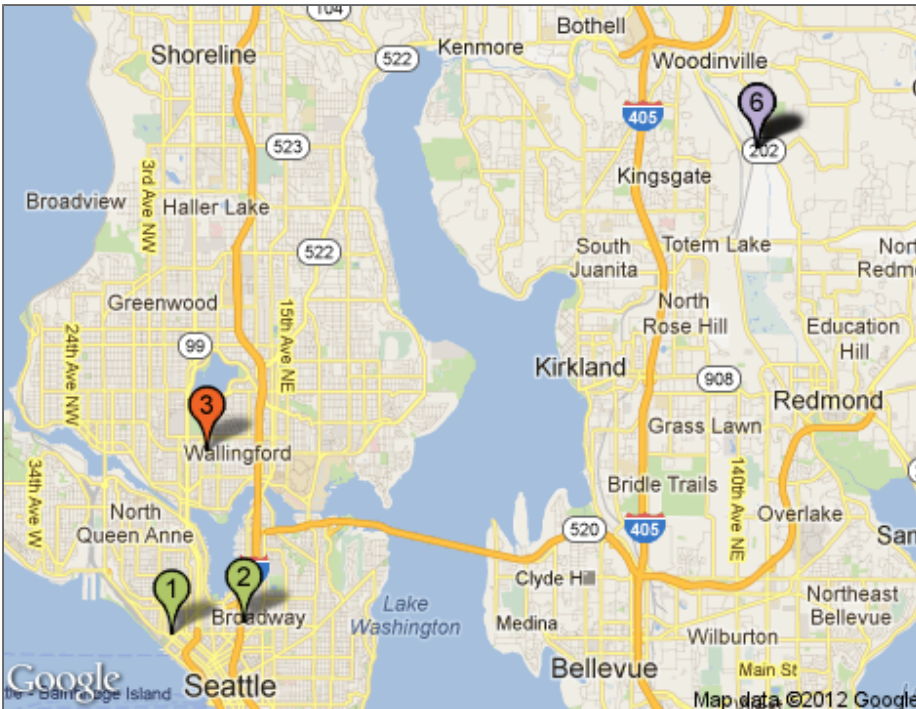 104
Bothell
Shoreline
522
Kenmore
Woodinville
6
405
523
202
3rd Ave NW
Kingsgate
Broadview
Haller Lake
522
South
Juanita
Totem Lake
Greenwood
15th Ave NE
North
Rose Hill
Education
Hill
24th Ave NW
99
Kirkland
908
Redmond
3
Grass Lawn
Wallingford
34th Ave W
Bridle Trails
140th Ave NE
North
Queen Anne
520
405
Overlake
2
1
Clyde Hill
Northeast
Bellevue
Broadway
Lake
Washington
Medina
Wilburton
Google
Seattle
Bellevue
Main St
Bainbridge Island
Map data ©2012 Google